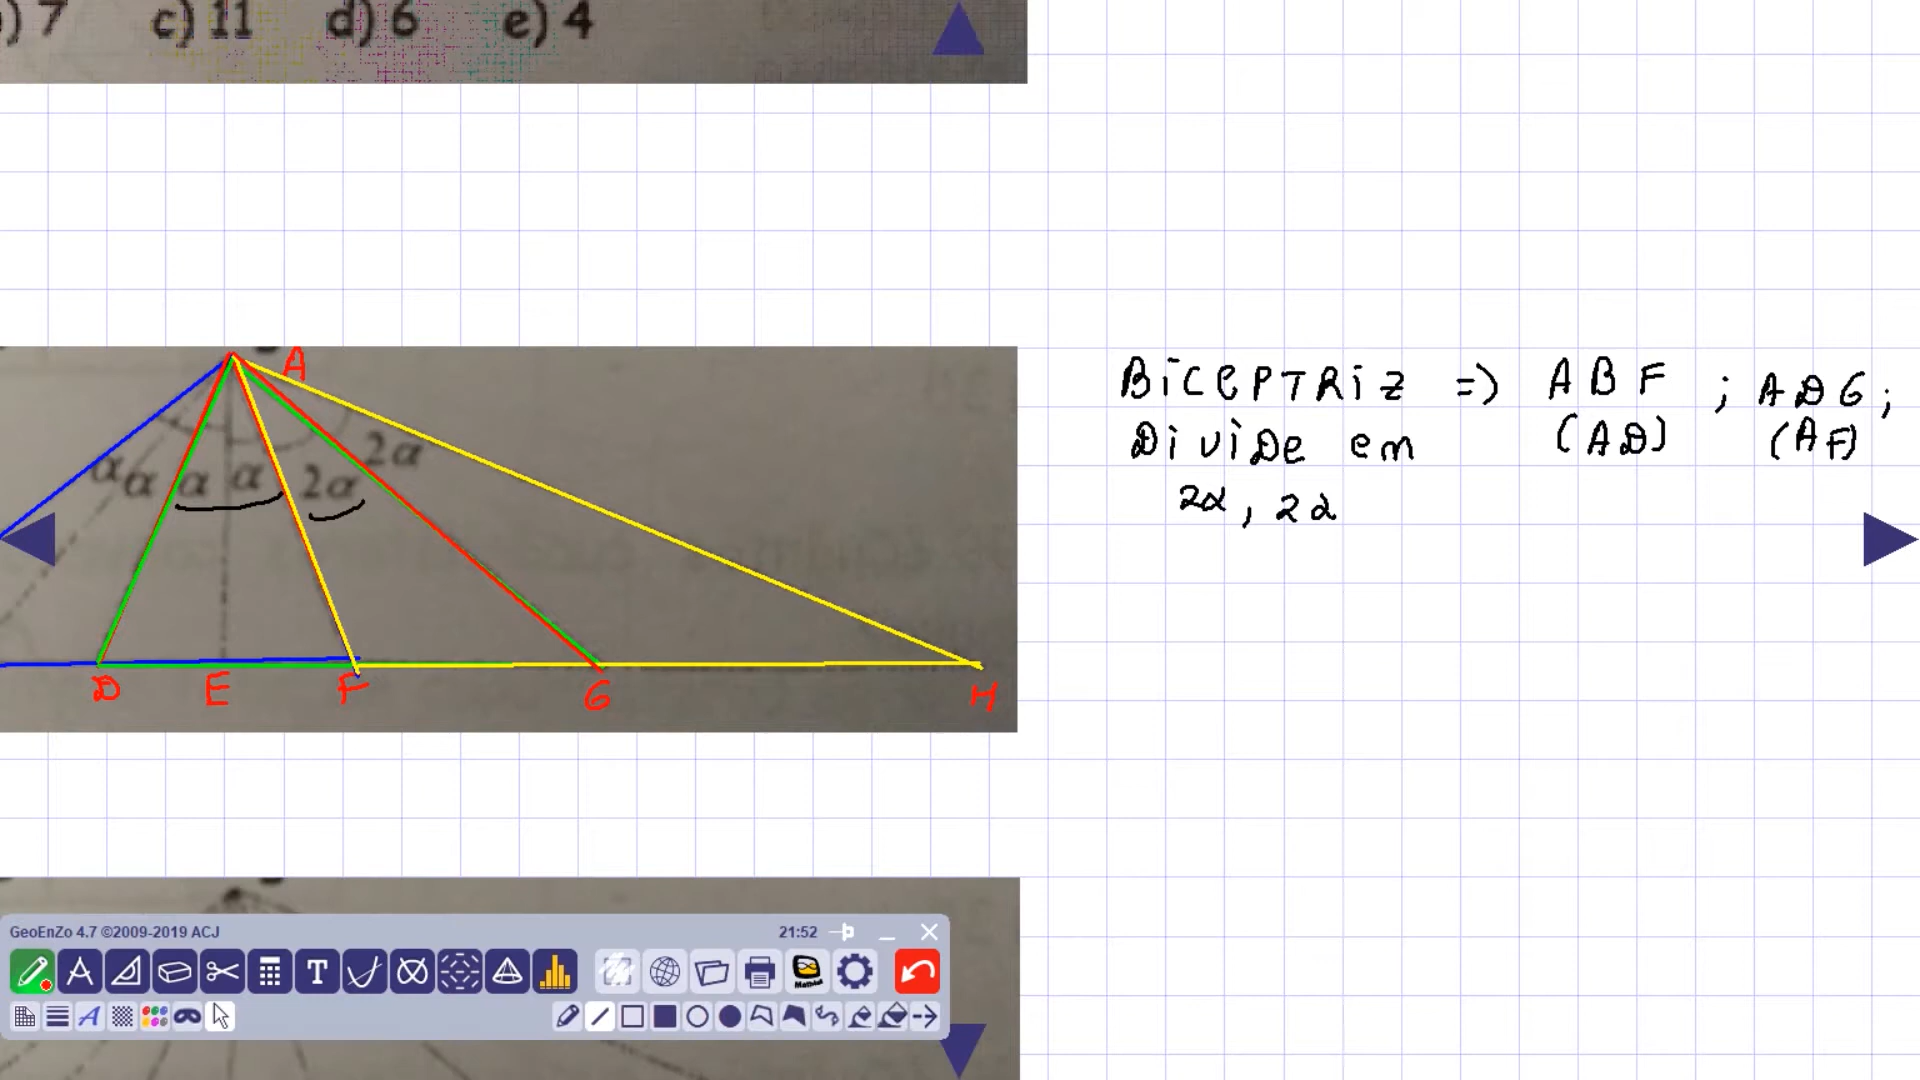 ) 7 c) 11 d) 6 e) 4
A
α α α α 2α 2α
D E F G H
BiCePTRiZ => ABF ; ADG ;
DiViDe em (AD) (AF)
2α, 2α
GeoEnZo 4.7 ©2009-2019 ACJ 21:52